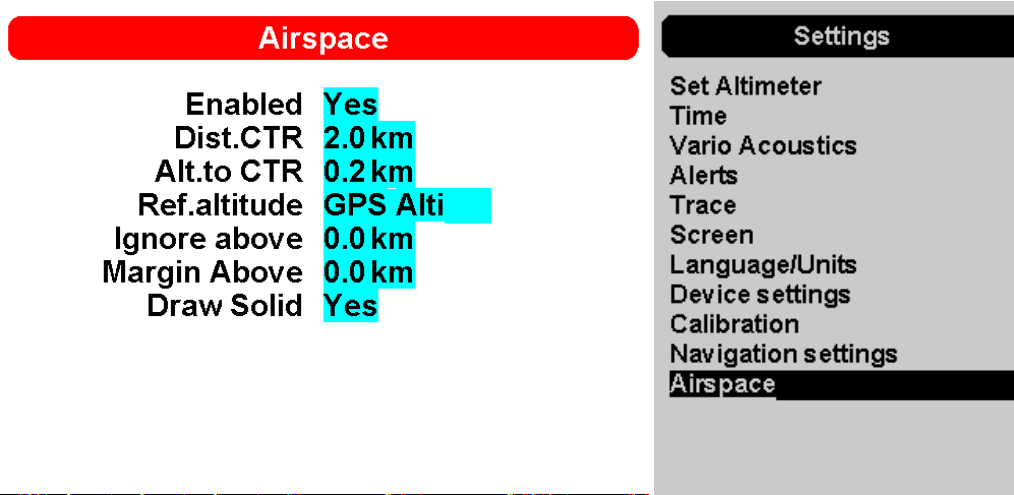 Airspace
Enabled Yes
Dist.CTR 2.0 km
Alt.to CTR 0.2 km
Ref.altitude GPS Alti
Ignore above 0.0 km
Margin Above 0.0 km
Draw Solid Yes
Settings
Set Altimeter
Time
Vario Acoustics
Alerts
Trace
Screen
Language/Units
Device settings
Calibration
Navigation settings
Airspace